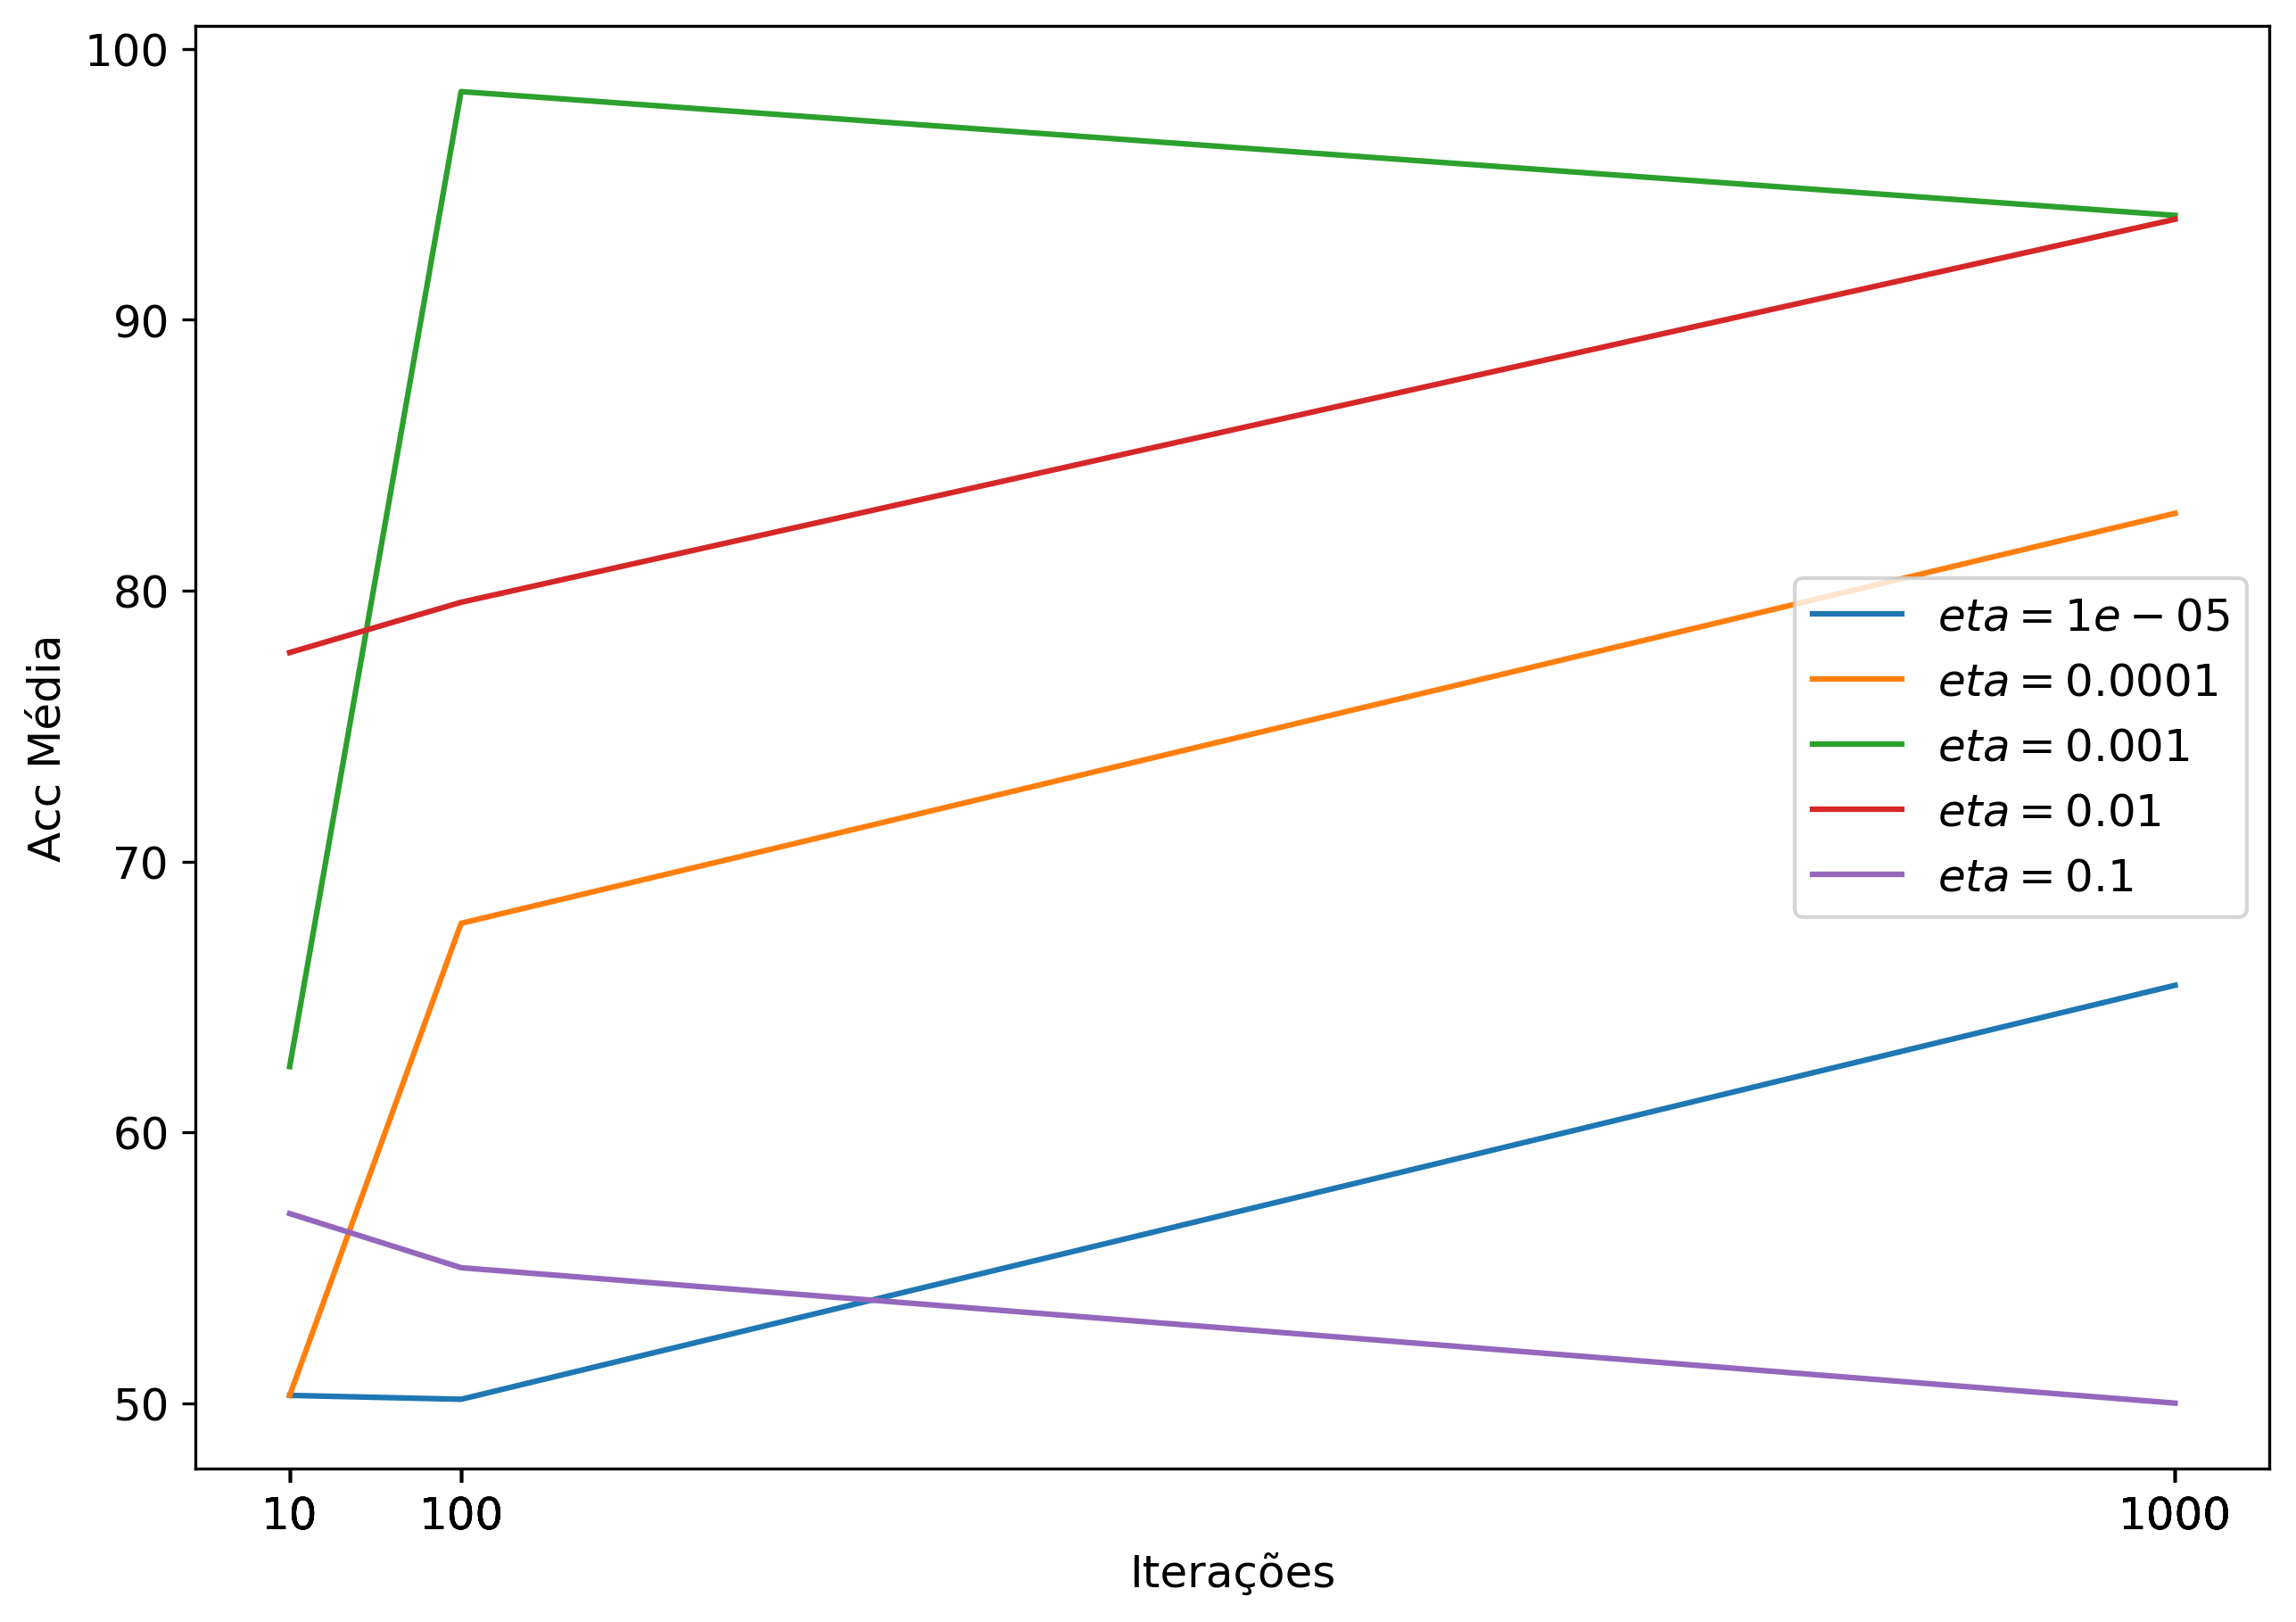 100
90
80
70
60
50
Acc Média
eta = 1e − 05
eta = 0.0001
eta = 0.001
eta = 0.01
eta = 0.1
10 100 1000
Iterações